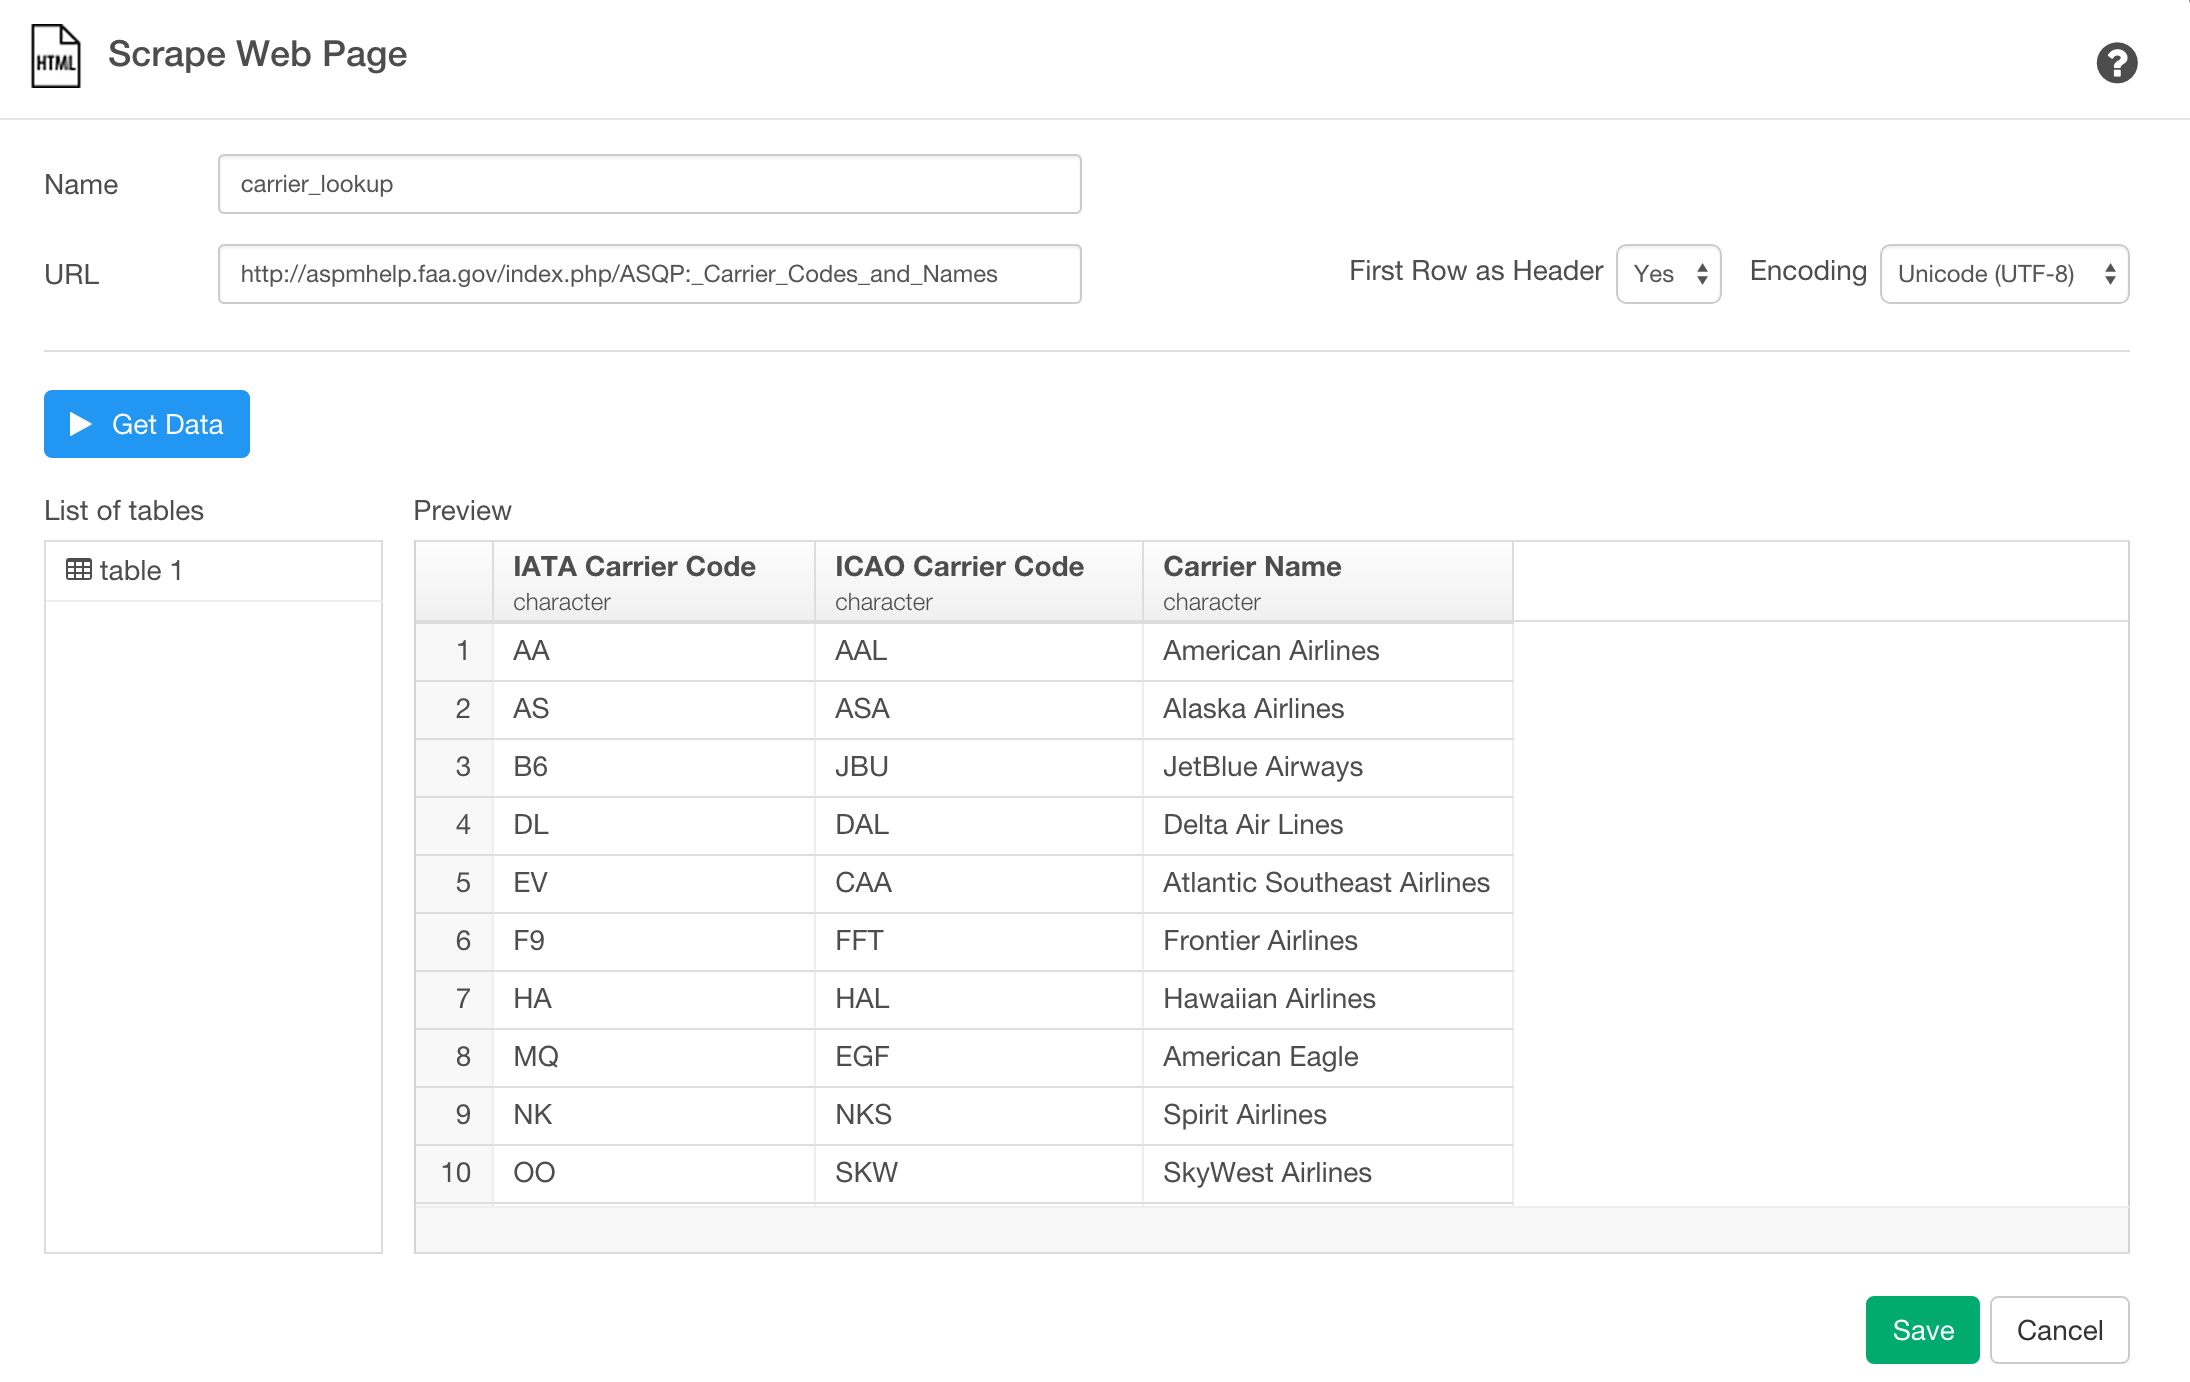 HTML
Scrape Web Page
?
Name carrier_lookup
URL http://aspmhelp.faa.gov/index.php/ASQP:_Carrier_Codes_and_Names First Row as Header Yes Encoding Unicode (UTF-8)
Get Data
List of tables Preview
table 1
IATA Carrier Code ICAO Carrier Code Carrier Name
character character character
1 AA AAL American Airlines
2 AS ASA Alaska Airlines
3 B6 JBU JetBlue Airways
4 DL DAL Delta Air Lines
5 EV CAA Atlantic Southeast Airlines
6 F9 FFT Frontier Airlines
7 HA HAL Hawaiian Airlines
8 MQ EGF American Eagle
9 NK NKS Spirit Airlines
10 OO SKW SkyWest Airlines
Save Cancel